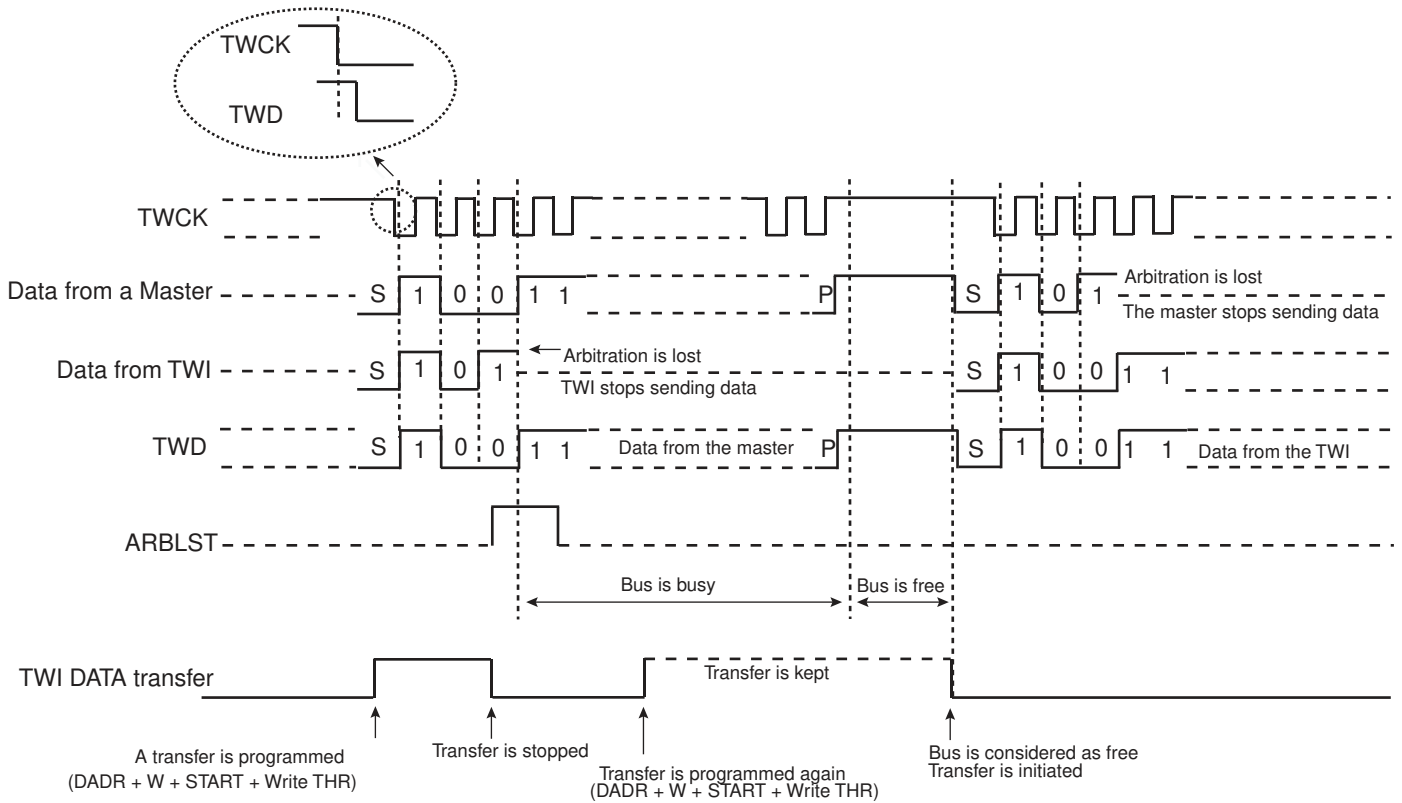 TWCK
TWD
TWCK
Data from a Master S 1 0 0 1 1 P S 1 0 1 Arbitration is lost
The master stops sending data
Data from TWI S 1 0 1 Arbitration is lost S 1 0 0 1 1
TWI stops sending data
TWD S 1 0 0 1 1 Data from the master P S 1 0 0 1 1 Data from the TWI
ARBLST
Bus is busy Bus is free
TWI DATA transfer Transfer is kept
A transfer is programmed
(DADR + W + START + Write THR)
Transfer is stopped
Transfer is programmed again
(DADR + W + START + Write THR)
Bus is considered as free
Transfer is initiated